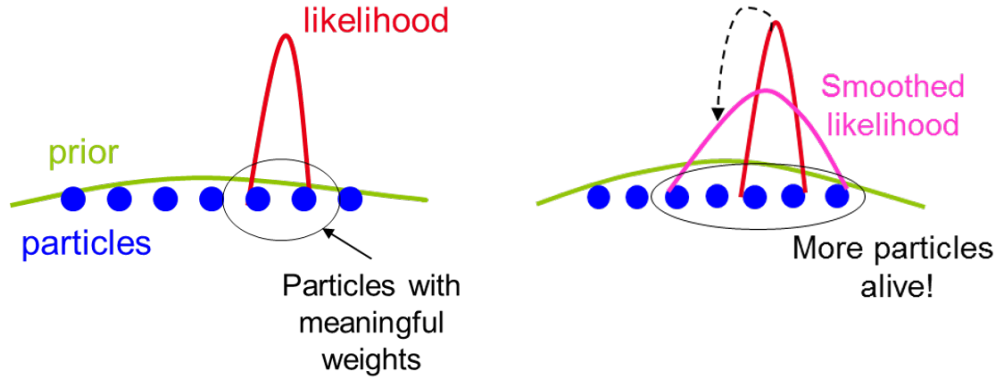 likelihood
prior
particles
Particles with
meaningful
weights
Smoothed
likelihood
More particles
alive!